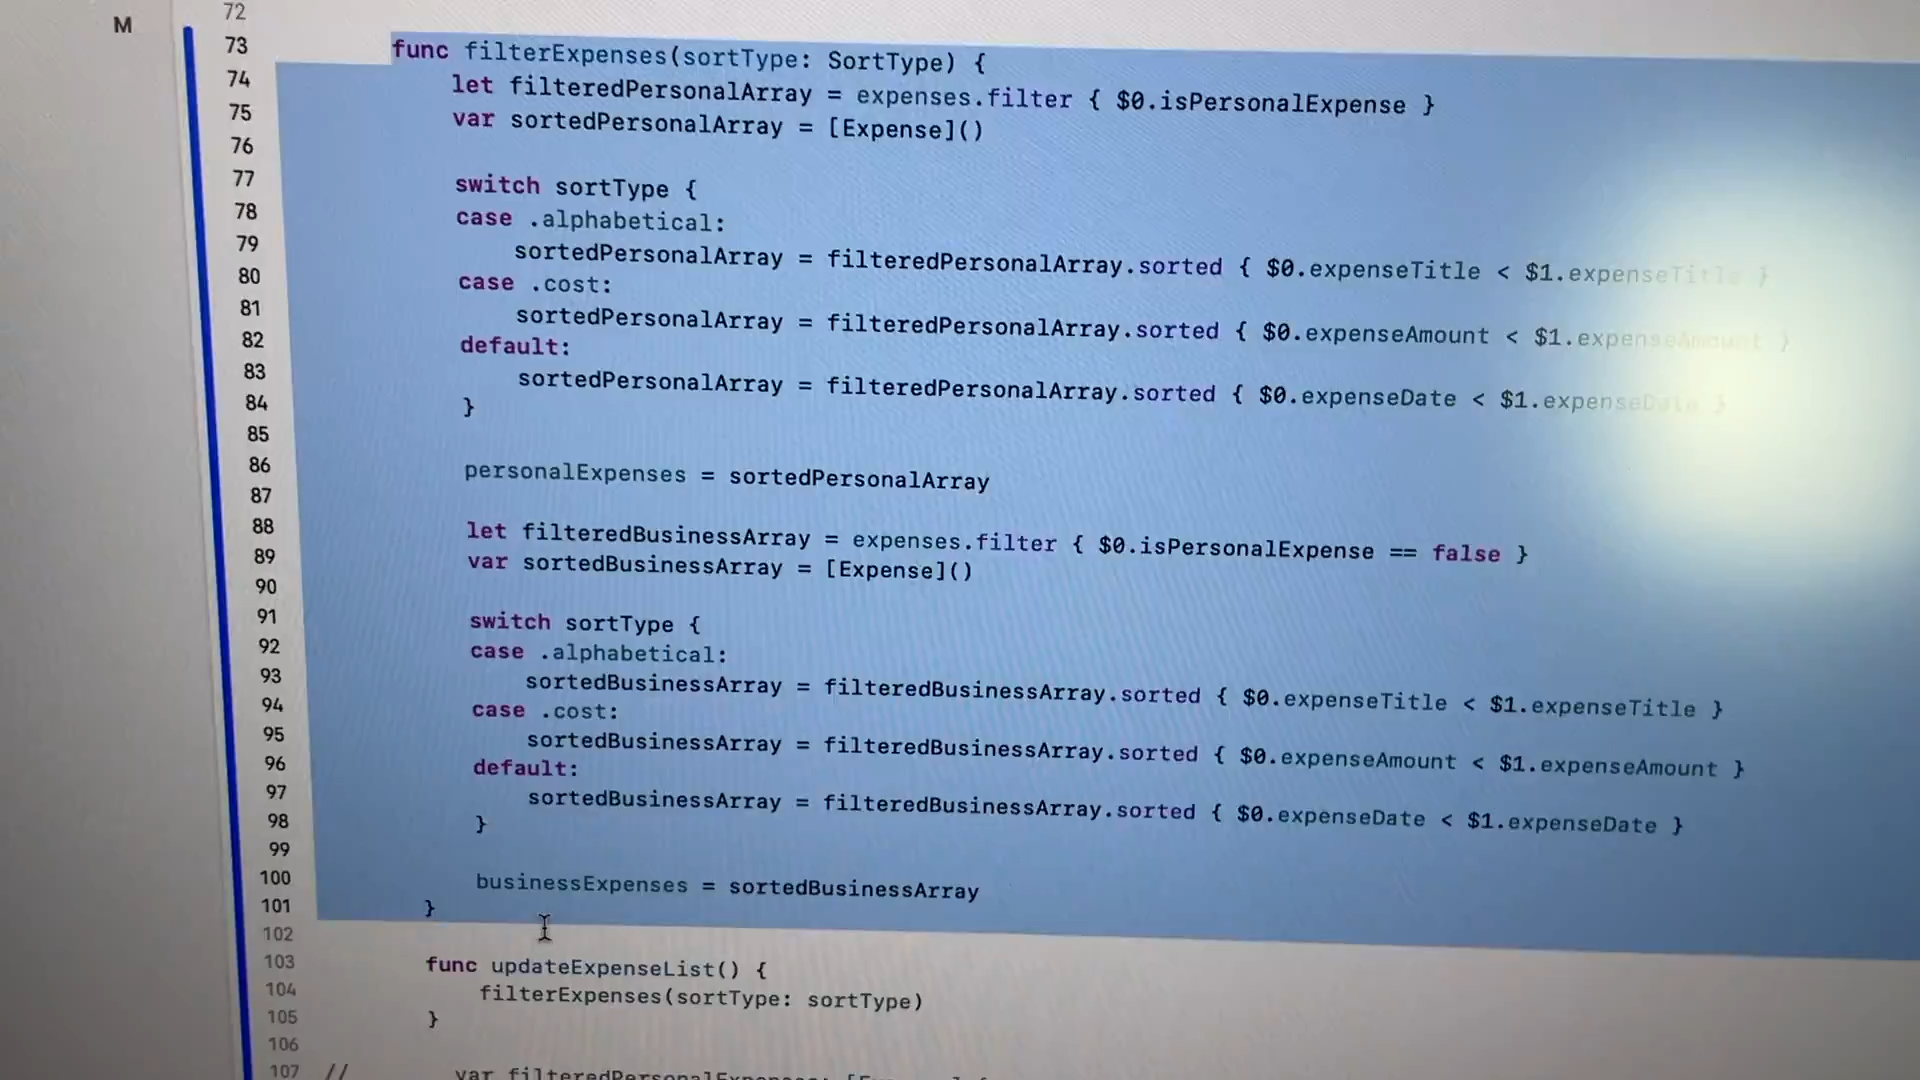 M
72
73 func filterExpenses(sortType: SortType) {
74 let filteredPersonalArray = expenses.filter { $0.isPersonalExpense }
75 var sortedPersonalArray = [Expense]()
76
77 switch sortType {
78 case .alphabetical:
79 sortedPersonalArray = filteredPersonalArray.sorted { $0.expenseTitle < $1.expenseTitle }
80 case .cost:
81 sortedPersonalArray = filteredPersonalArray.sorted { $0.expenseAmount < $1.expenseAmount }
82 default:
83 sortedPersonalArray = filteredPersonalArray.sorted { $0.expenseDate < $1.expenseDate }
84 }
85
86 personalExpenses = sortedPersonalArray
87
88 let filteredBusinessArray = expenses.filter { $0.isPersonalExpense == false }
89 var sortedBusinessArray = [Expense]()
90
91 switch sortType {
92 case .alphabetical:
93 sortedBusinessArray = filteredBusinessArray.sorted { $0.expenseTitle < $1.expenseTitle }
94 case .cost:
95 sortedBusinessArray = filteredBusinessArray.sorted { $0.expenseAmount < $1.expenseAmount }
96 default:
97 sortedBusinessArray = filteredBusinessArray.sorted { $0.expenseDate < $1.expenseDate }
98 }
99
100 businessExpenses = sortedBusinessArray
101 }
102
103 func updateExpenseList() {
104 filterExpenses(sortType: sortType)
105 }
106
107 // var filteredPersonalExpenses: